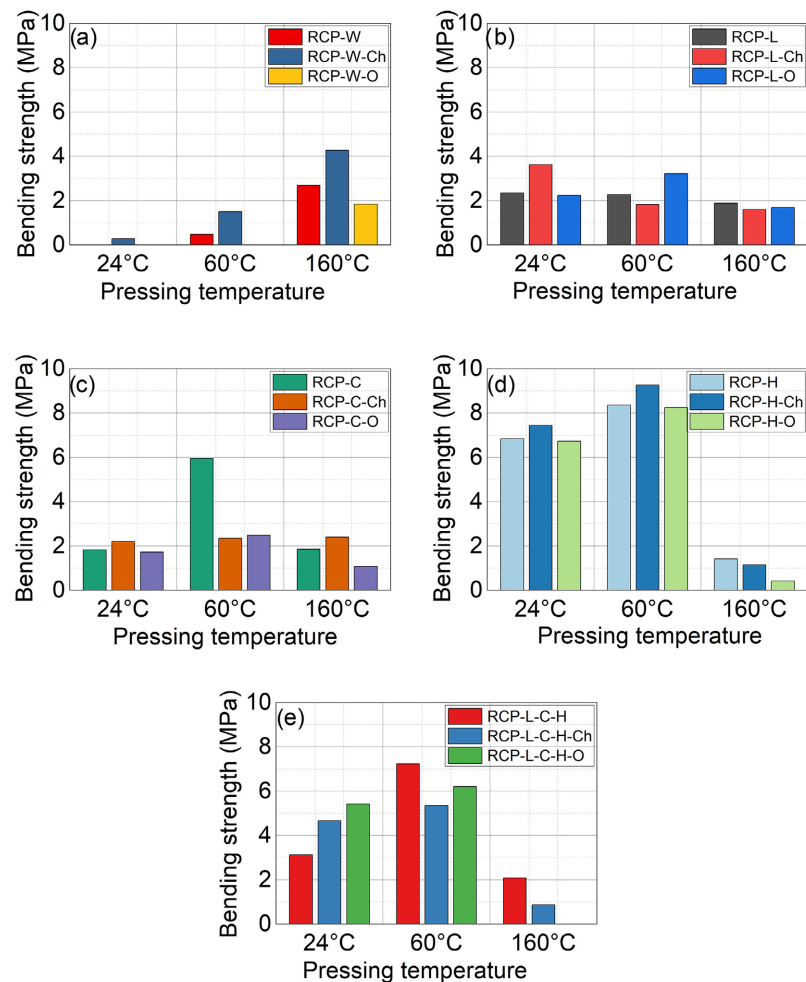 (a)
RCP-W
RCP-W-Ch
RCP-W-O
Bending strength (MPa)
10
8
6
4
2
0
24°C 60°C 160°C
Pressing temperature
(b)
RCP-L
RCP-L-Ch
RCP-L-O
Bending strength (MPa)
10
8
6
4
2
0
24°C 60°C 160°C
Pressing temperature
(c)
RCP-C
RCP-C-Ch
RCP-C-O
Bending strength (MPa)
10
8
6
4
2
0
24°C 60°C 160°C
Pressing temperature
(d)
RCP-H
RCP-H-Ch
RCP-H-O
Bending strength (MPa)
10
8
6
4
2
0
24°C 60°C 160°C
Pressing temperature
(e)
RCP-L-C-H
RCP-L-C-H-Ch
RCP-L-C-H-O
Bending strength (MPa)
10
8
6
4
2
0
24°C 60°C 160°C
Pressing temperature